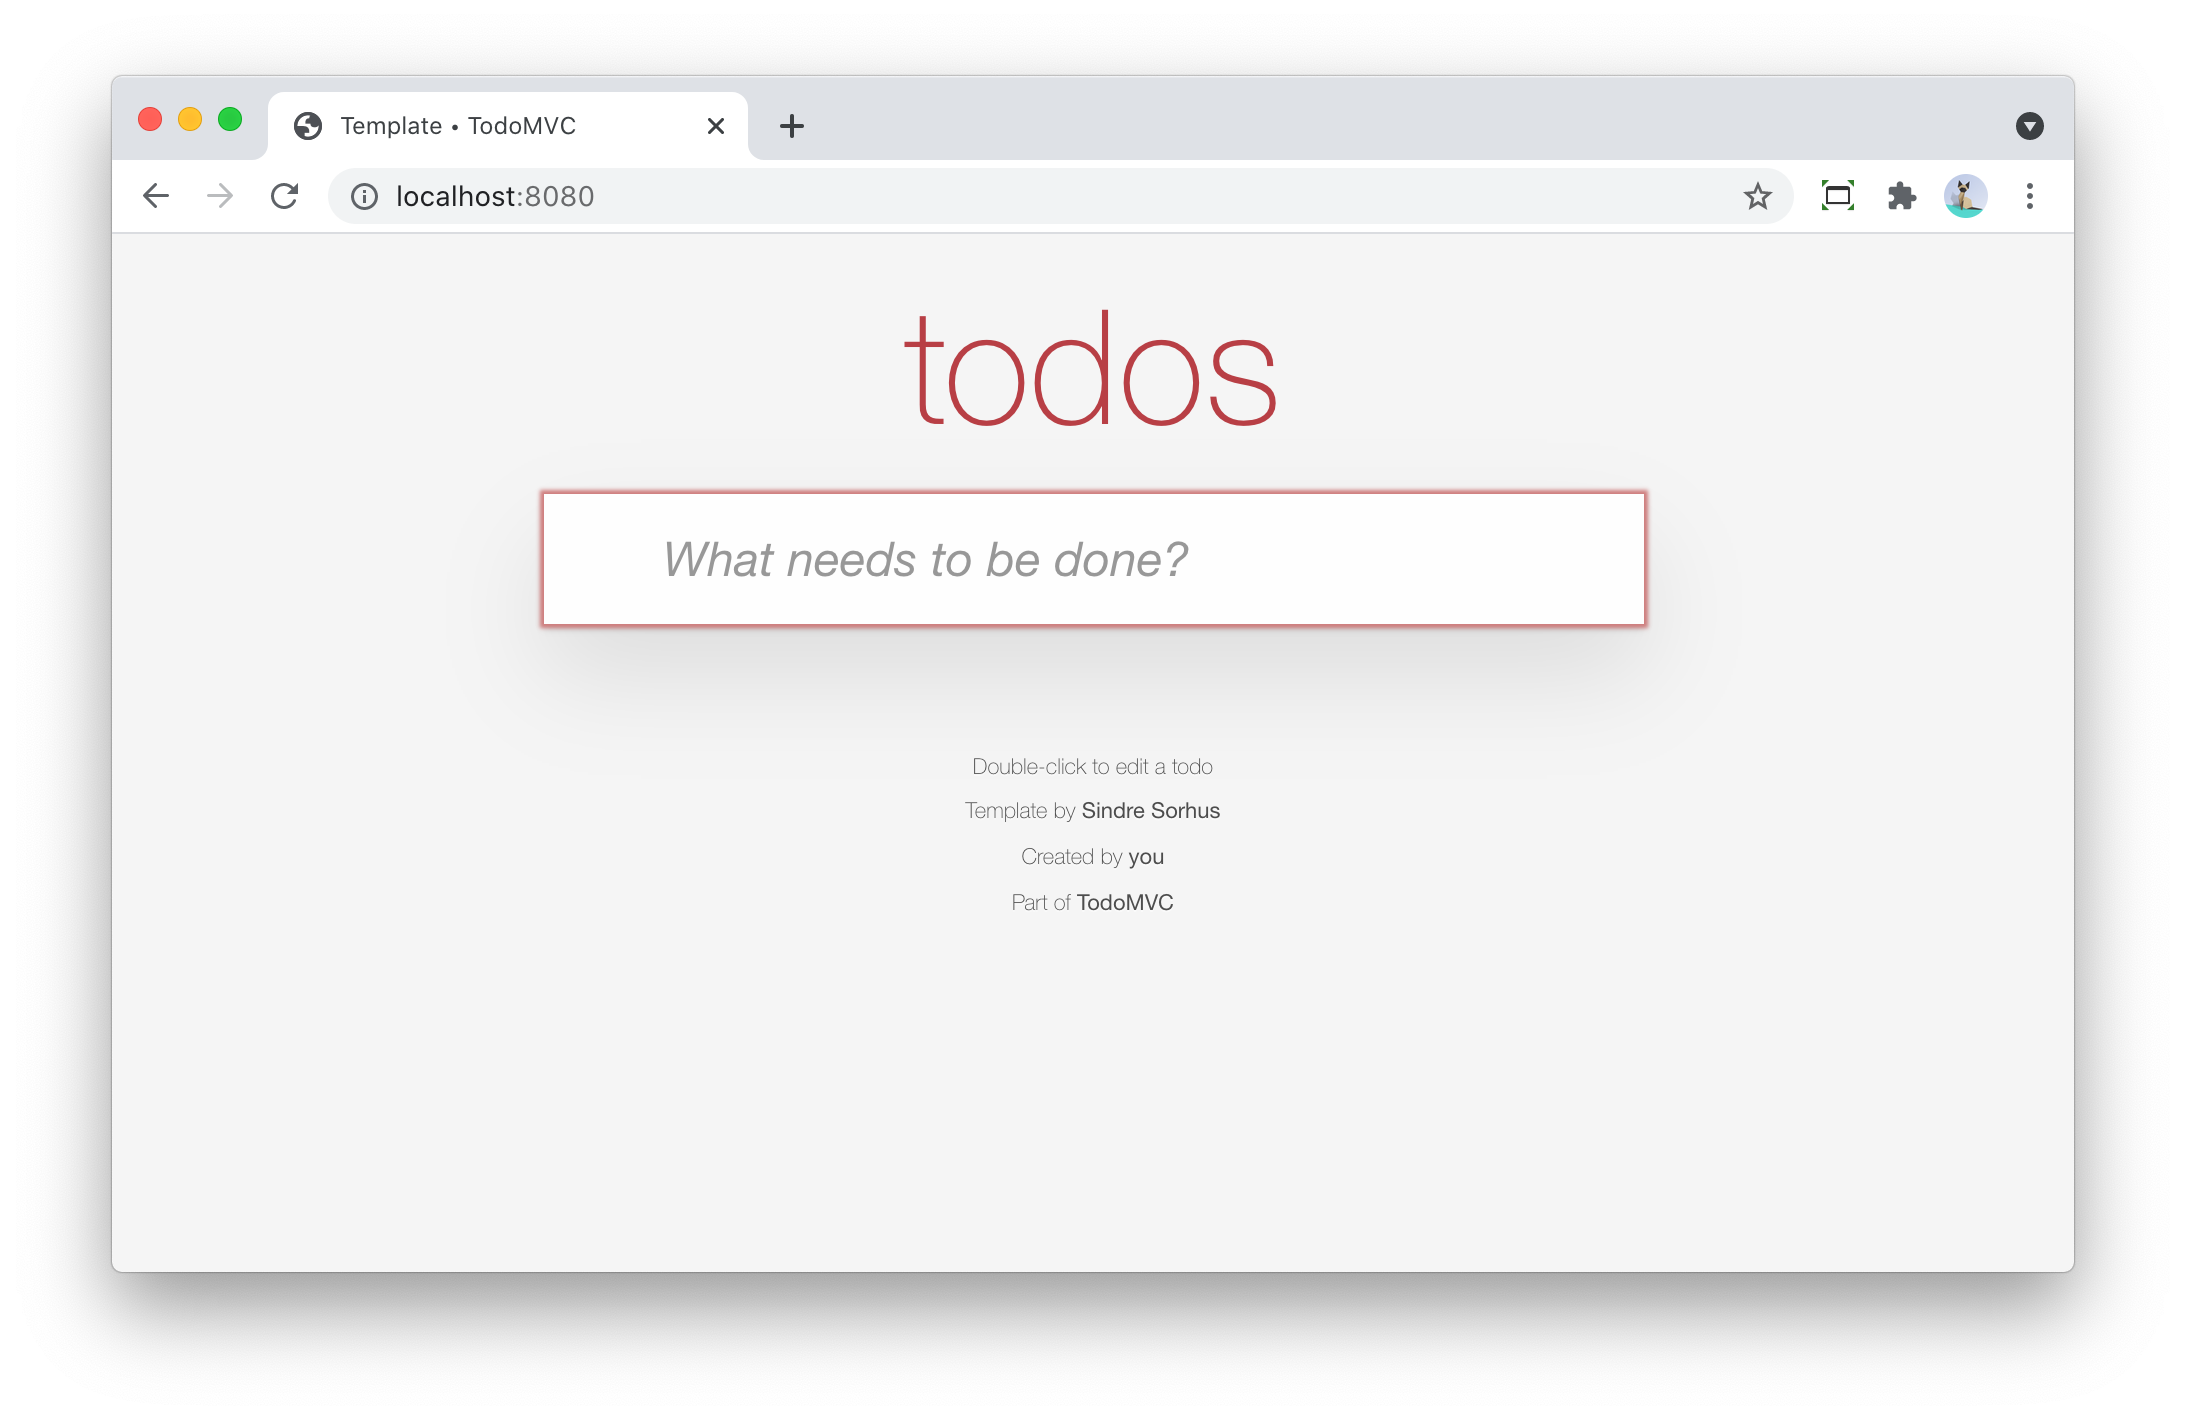 Template • TodoMVC
localhost:8080
todos
What needs to be done?
Double-click to edit a todo
Template by Sindre Sorhus
Created by you
Part of TodoMVC